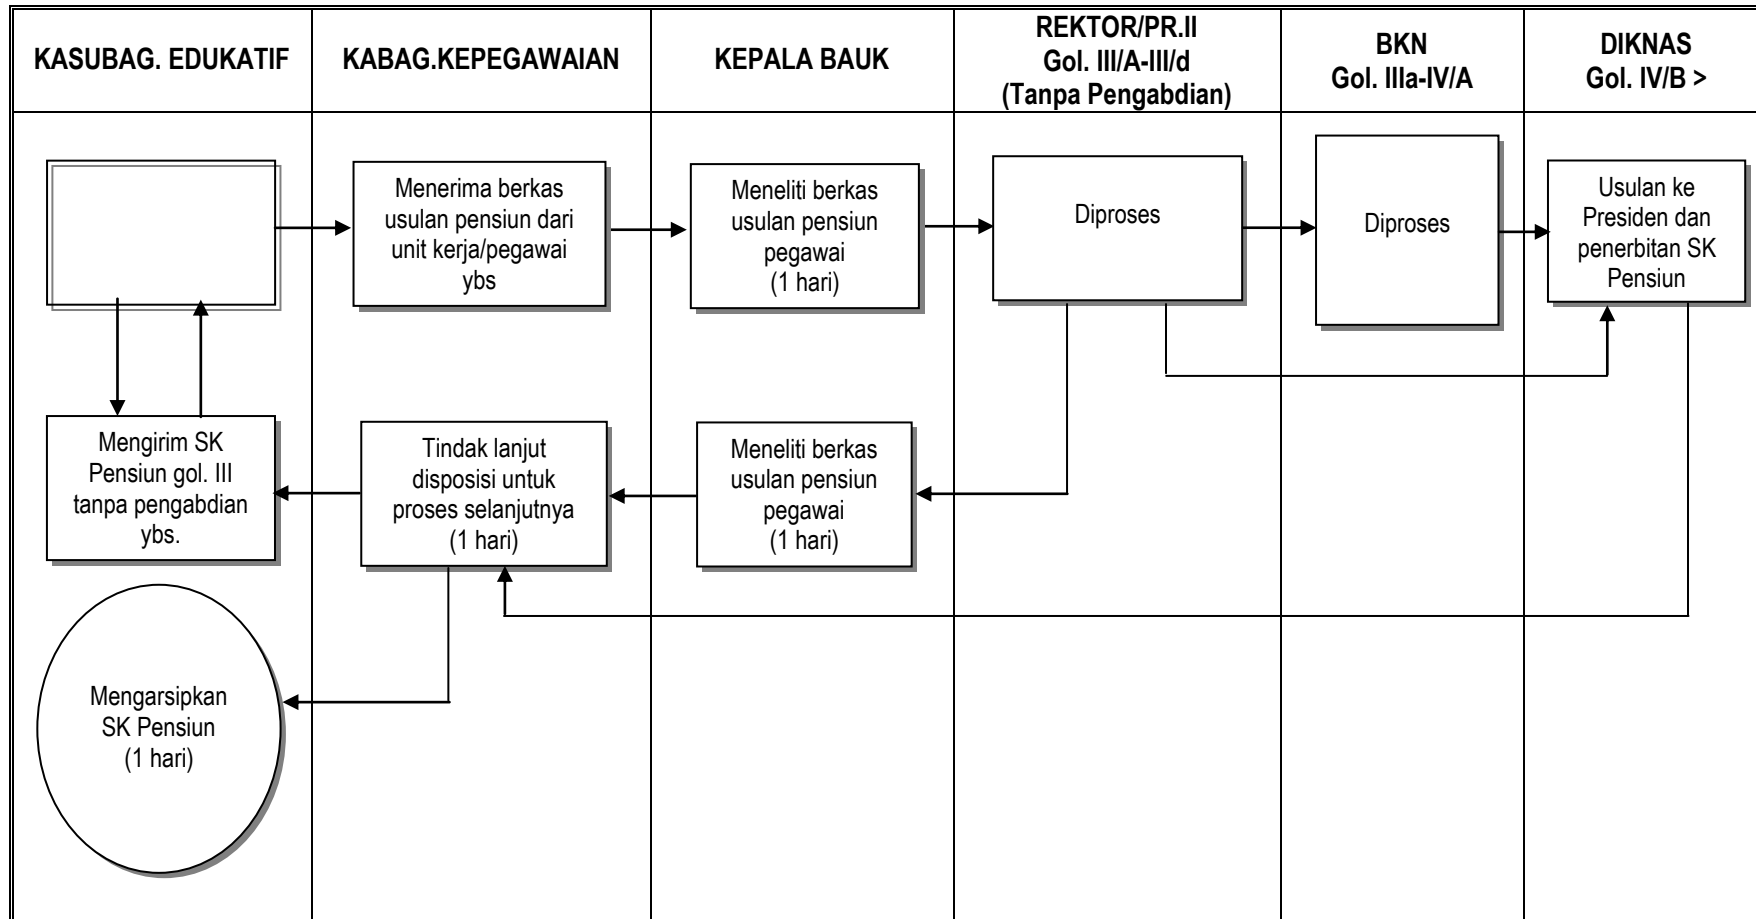 KASUBAG. EDUKATIF
KABAG.KEPEGAWAIAN
KEPALA BAUK
REKTOR/PR.II
Gol. III/A-III/d
(Tanpa Pengabdian)
BKN
Gol. IIIa-IV/A
DIKNAS
Gol. IV/B >
Menerima berkas
usulan pensiun dari
unit kerja/pegawai
ybs
Meneliti berkas
usulan pensiun
pegawai
(1 hari)
Diproses
Diproses
Usulan ke
Presiden dan
penerbitan SK
Pensiun
Mengirim SK
Pensiun gol. III
tanpa pengabdian
ybs.
Tindak lanjut
disposisi untuk
proses selanjutnya
(1 hari)
Meneliti berkas
usulan pensiun
pegawai
(1 hari)
Mengarsipkan
SK Pensiun
(1 hari)